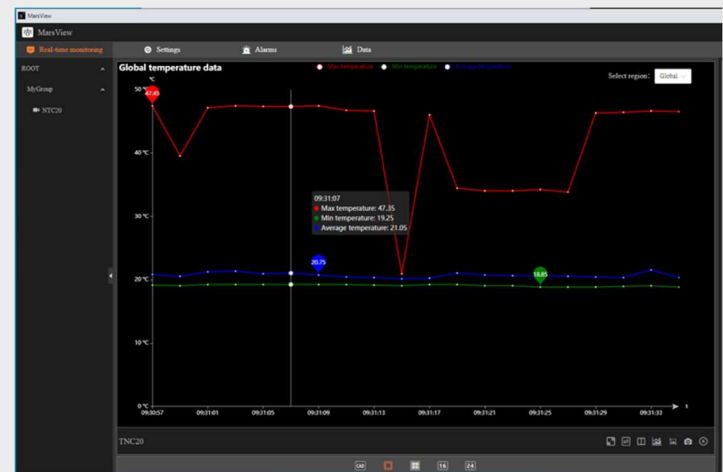 MarsView
MarsView
Real-time monitoring
Settings
Alarms
Data
ROOT
MyGroup
NTC20
Global temperature data
Max temperature
Min temperature
Average temperature
Select region:
Global
℃
50 ℃
40 ℃
30 ℃
20 ℃
10 ℃
0 ℃
47.45
09:31:07
Max temperature: 47.35
Min temperature: 19.25
Average temperature: 21.05
20.75
18.85
09:30:57
09:31:01
09:31:05
09:31:09
09:31:13
09:31:17
09:31:21
09:31:25
09:31:29
09:31:33
t
TNC20
CAD
16
24